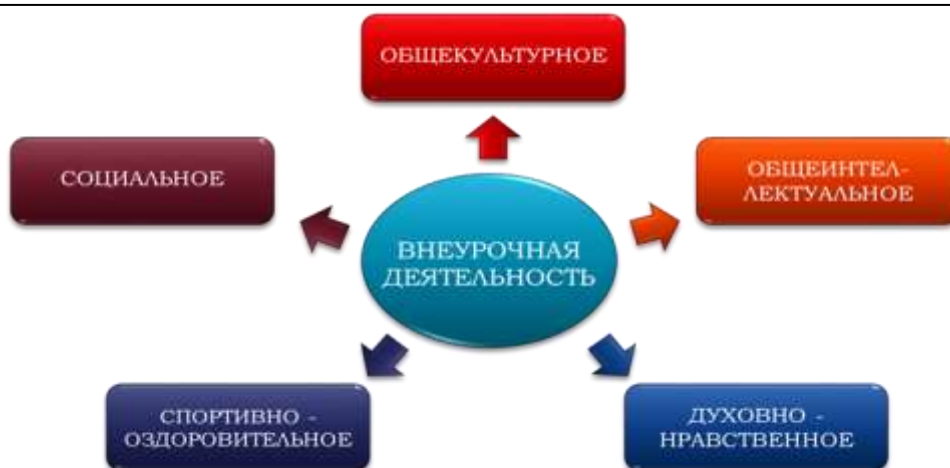 ОБЩЕКУЛЬТУРНОЕ
СОЦИАЛЬНОЕ
ОБЩЕИНТЕЛ-
ЛЕКТУАЛЬНОЕ
ВНЕУРОЧНАЯ
ДЕЯТЕЛЬНОСТЬ
СПОРТИВНО -
ОЗДОРОВИТЕЛЬНОЕ
ДУХОВНО -
НРАВСТВЕННОЕ